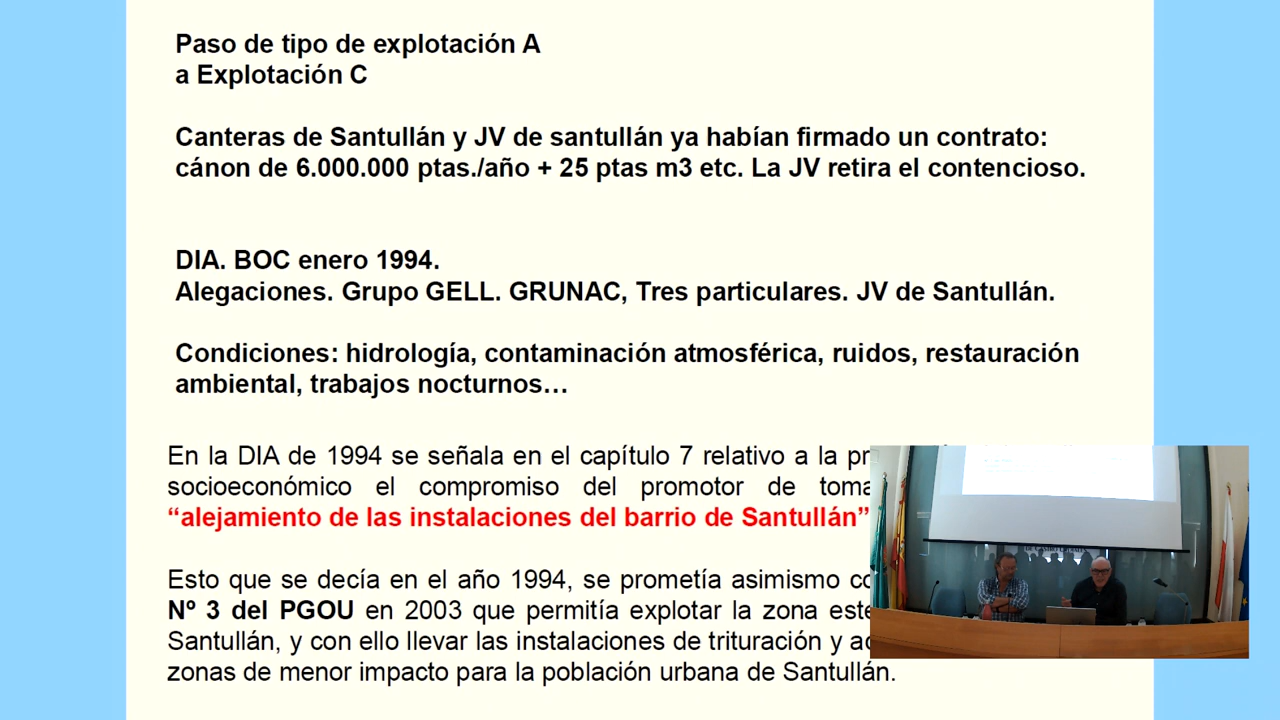 Paso de tipo de explotación A
a Explotación C
Canteras de Santullán y JV de santullán ya habían firmado un contrato:
cánon de 6.000.000 ptas./año + 25 ptas m3 etc. La JV retira el contencioso.
DIA. BOC enero 1994.
Alegaciones. Grupo GELL. GRUNAC, Tres particulares. JV de Santullán.
Condiciones: hidrología, contaminación atmosférica, ruidos, restauración
ambiental, trabajos nocturnos…
En la DIA de 1994 se señala en el capítulo 7 relativo a la
socioeconómico el compromiso del promotor de
“alejamiento de las instalaciones del barrio de Santullán”
Esto que se decía en el año 1994, se prometía asimismo
Nº 3 del PGOU en 2003 que permitía explotar la zona este
Santullán, y con ello llevar las instalaciones de trituración y
zonas de menor impacto para la población urbana de Santullán.